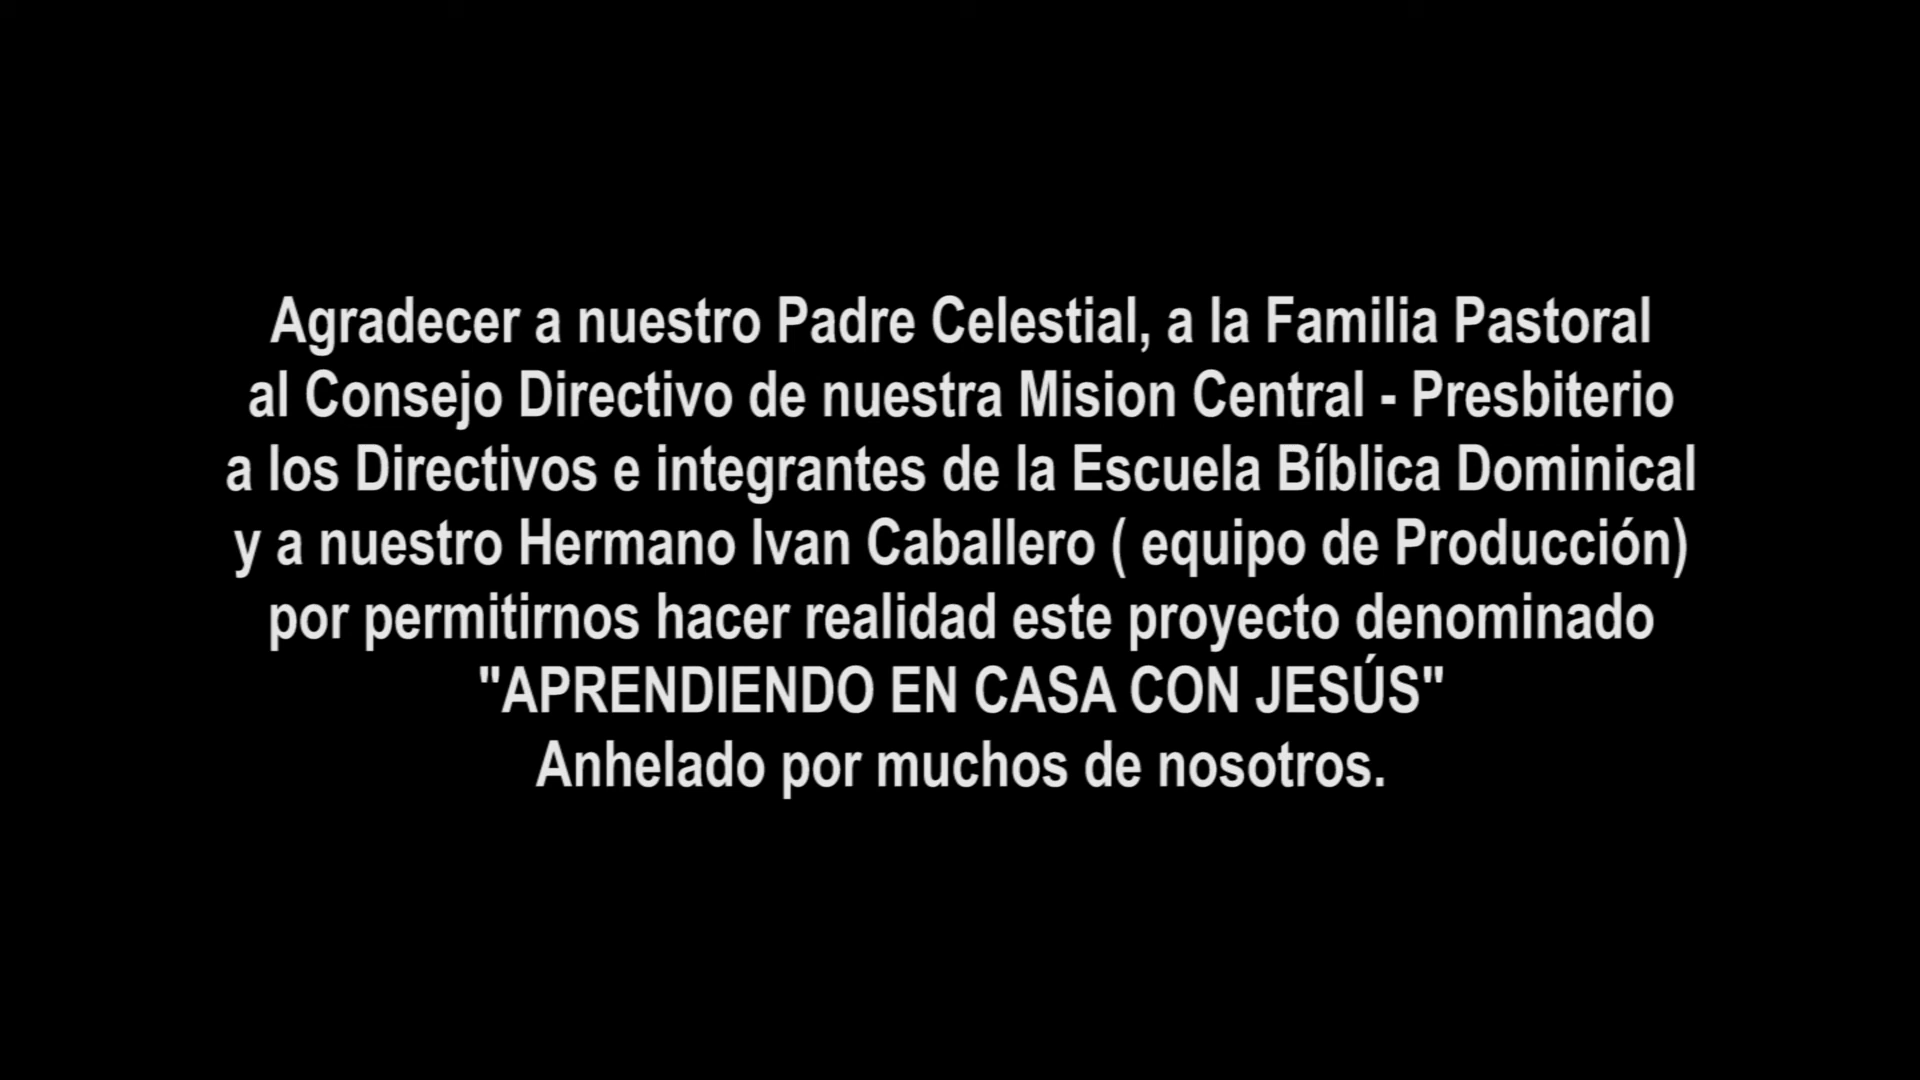 Agradecer a nuestro Padre Celestial, a la Familia Pastoral
al Consejo Directivo de nuestra Mision Central - Presbiterio
a los Directivos e integrantes de la Escuela Bíblica Dominical
y a nuestro Hermano Ivan Caballero ( equipo de Producción)
por permitirnos hacer realidad este proyecto denominado
"APRENDIENDO EN CASA CON JESÚS"
Anhelado por muchos de nosotros.